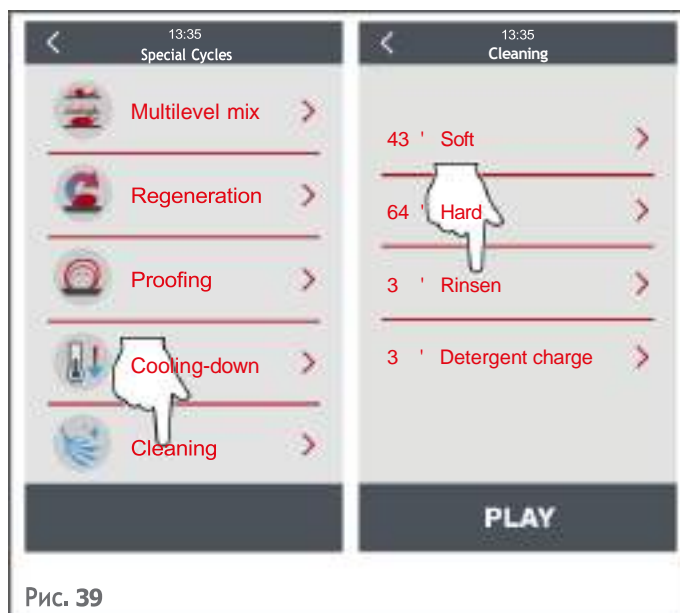 13:35
Special Cycles
Multilevel mix
Regeneration
Proofing
Cooling-down
Cleaning
13:35
Cleaning
43 ' Soft
64 ' Hard
3 ' Rinsen
3 ' Detergent charge
PLAY
Рис. 39